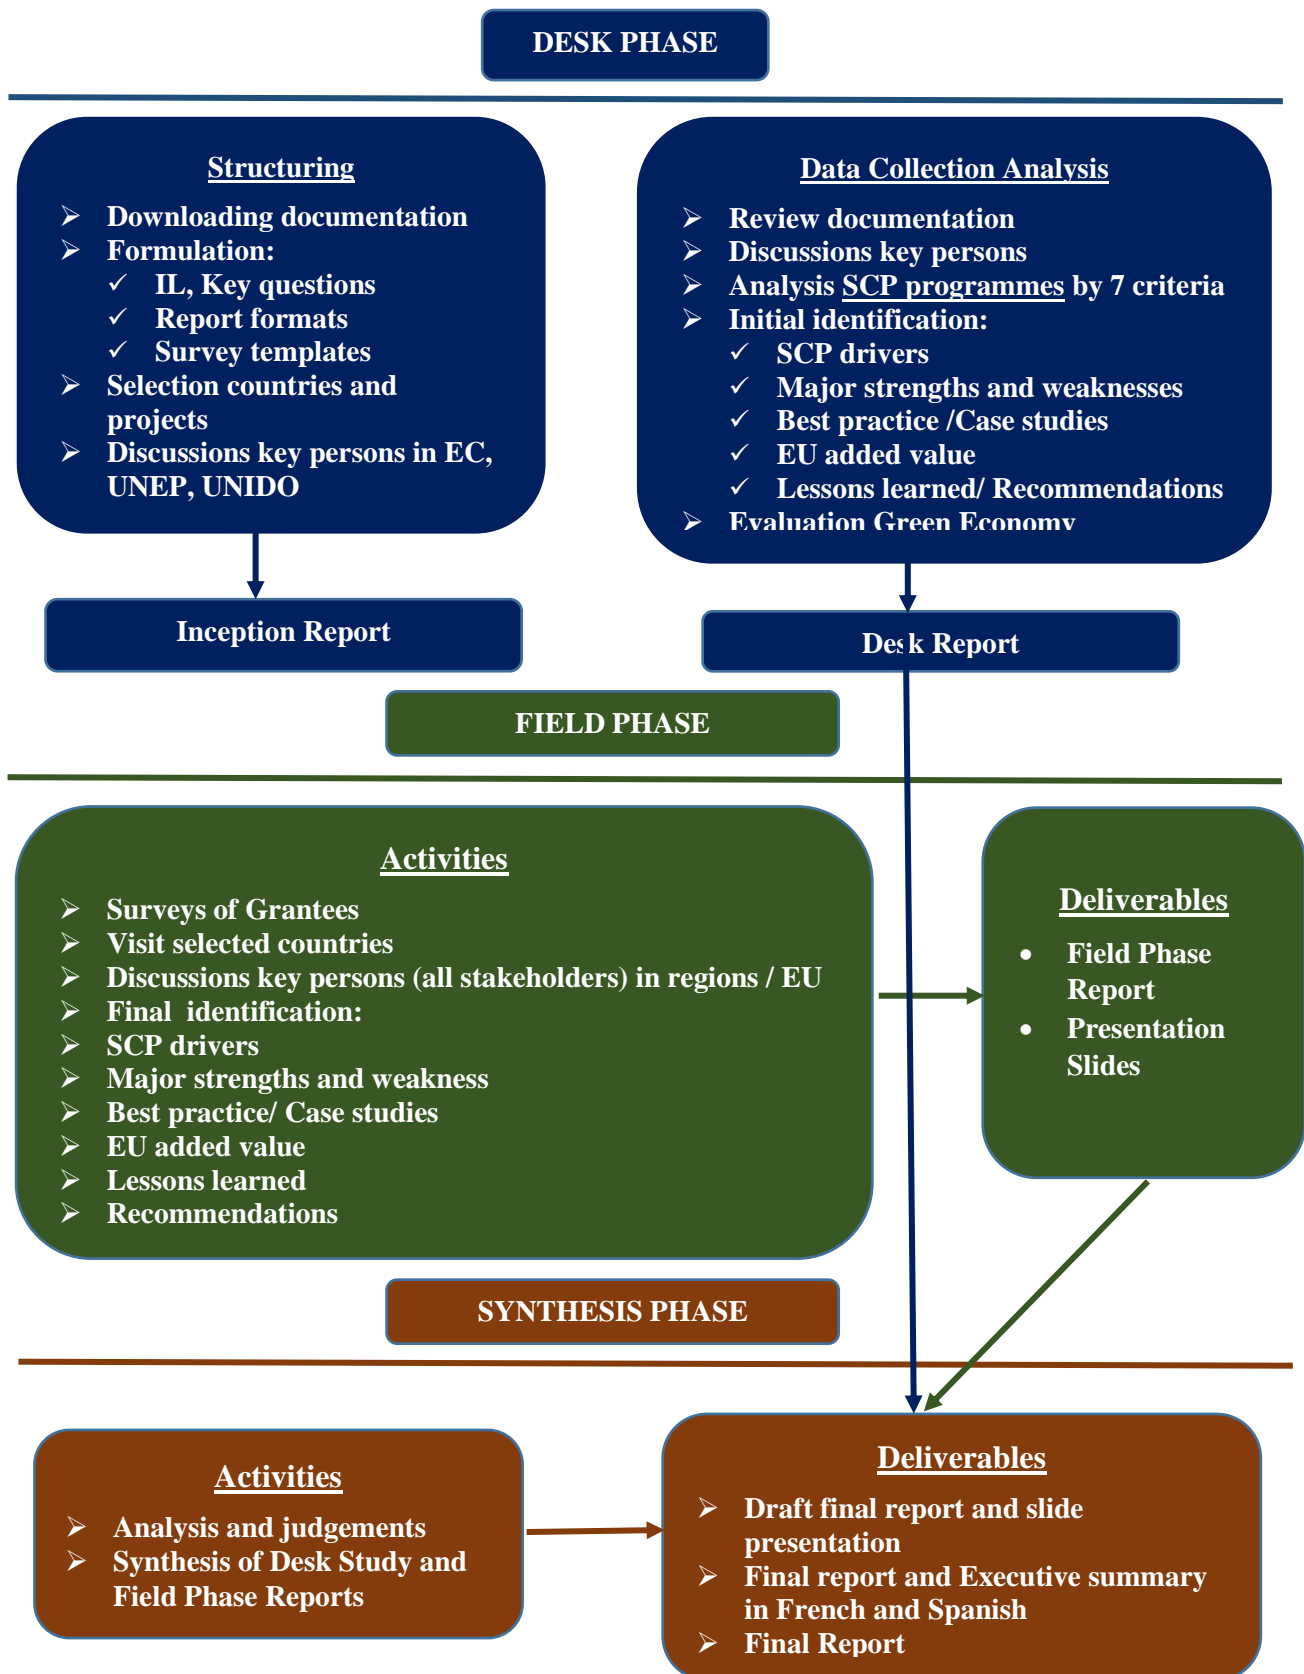 DESK PHASE
Structuring
➢ Downloading documentation
➢ Formulation:
✓ IL, Key questions
✓ Report formats
✓ Survey templates
➢ Selection countries and
projects
➢ Discussions key persons in EC,
UNEP, UNIDO
Data Collection Analysis
➢ Review documentation
➢ Discussions key persons
➢ Analysis SCP programmes by 7 criteria
➢ Initial identification:
✓ SCP drivers
✓ Major strengths and weaknesses
✓ Best practice /Case studies
✓ EU added value
✓ Lessons learned/ Recommendations
➢ Evaluation Green Economy
Inception Report
Desk Report
FIELD PHASE
Activities
➢ Surveys of Grantees
➢ Visit selected countries
➢ Discussions key persons (all stakeholders) in regions / EU
➢ Final identification:
➢ SCP drivers
➢ Major strengths and weakness
➢ Best practice/ Case studies
➢ EU added value
➢ Lessons learned
➢ Recommendations
Deliverables
• Field Phase
Report
• Presentation
Slides
SYNTHESIS PHASE
Activities
➢ Analysis and judgements
➢ Synthesis of Desk Study and
Field Phase Reports
Deliverables
➢ Draft final report and slide
presentation
➢ Final report and Executive summary
in French and Spanish
➢ Final Report